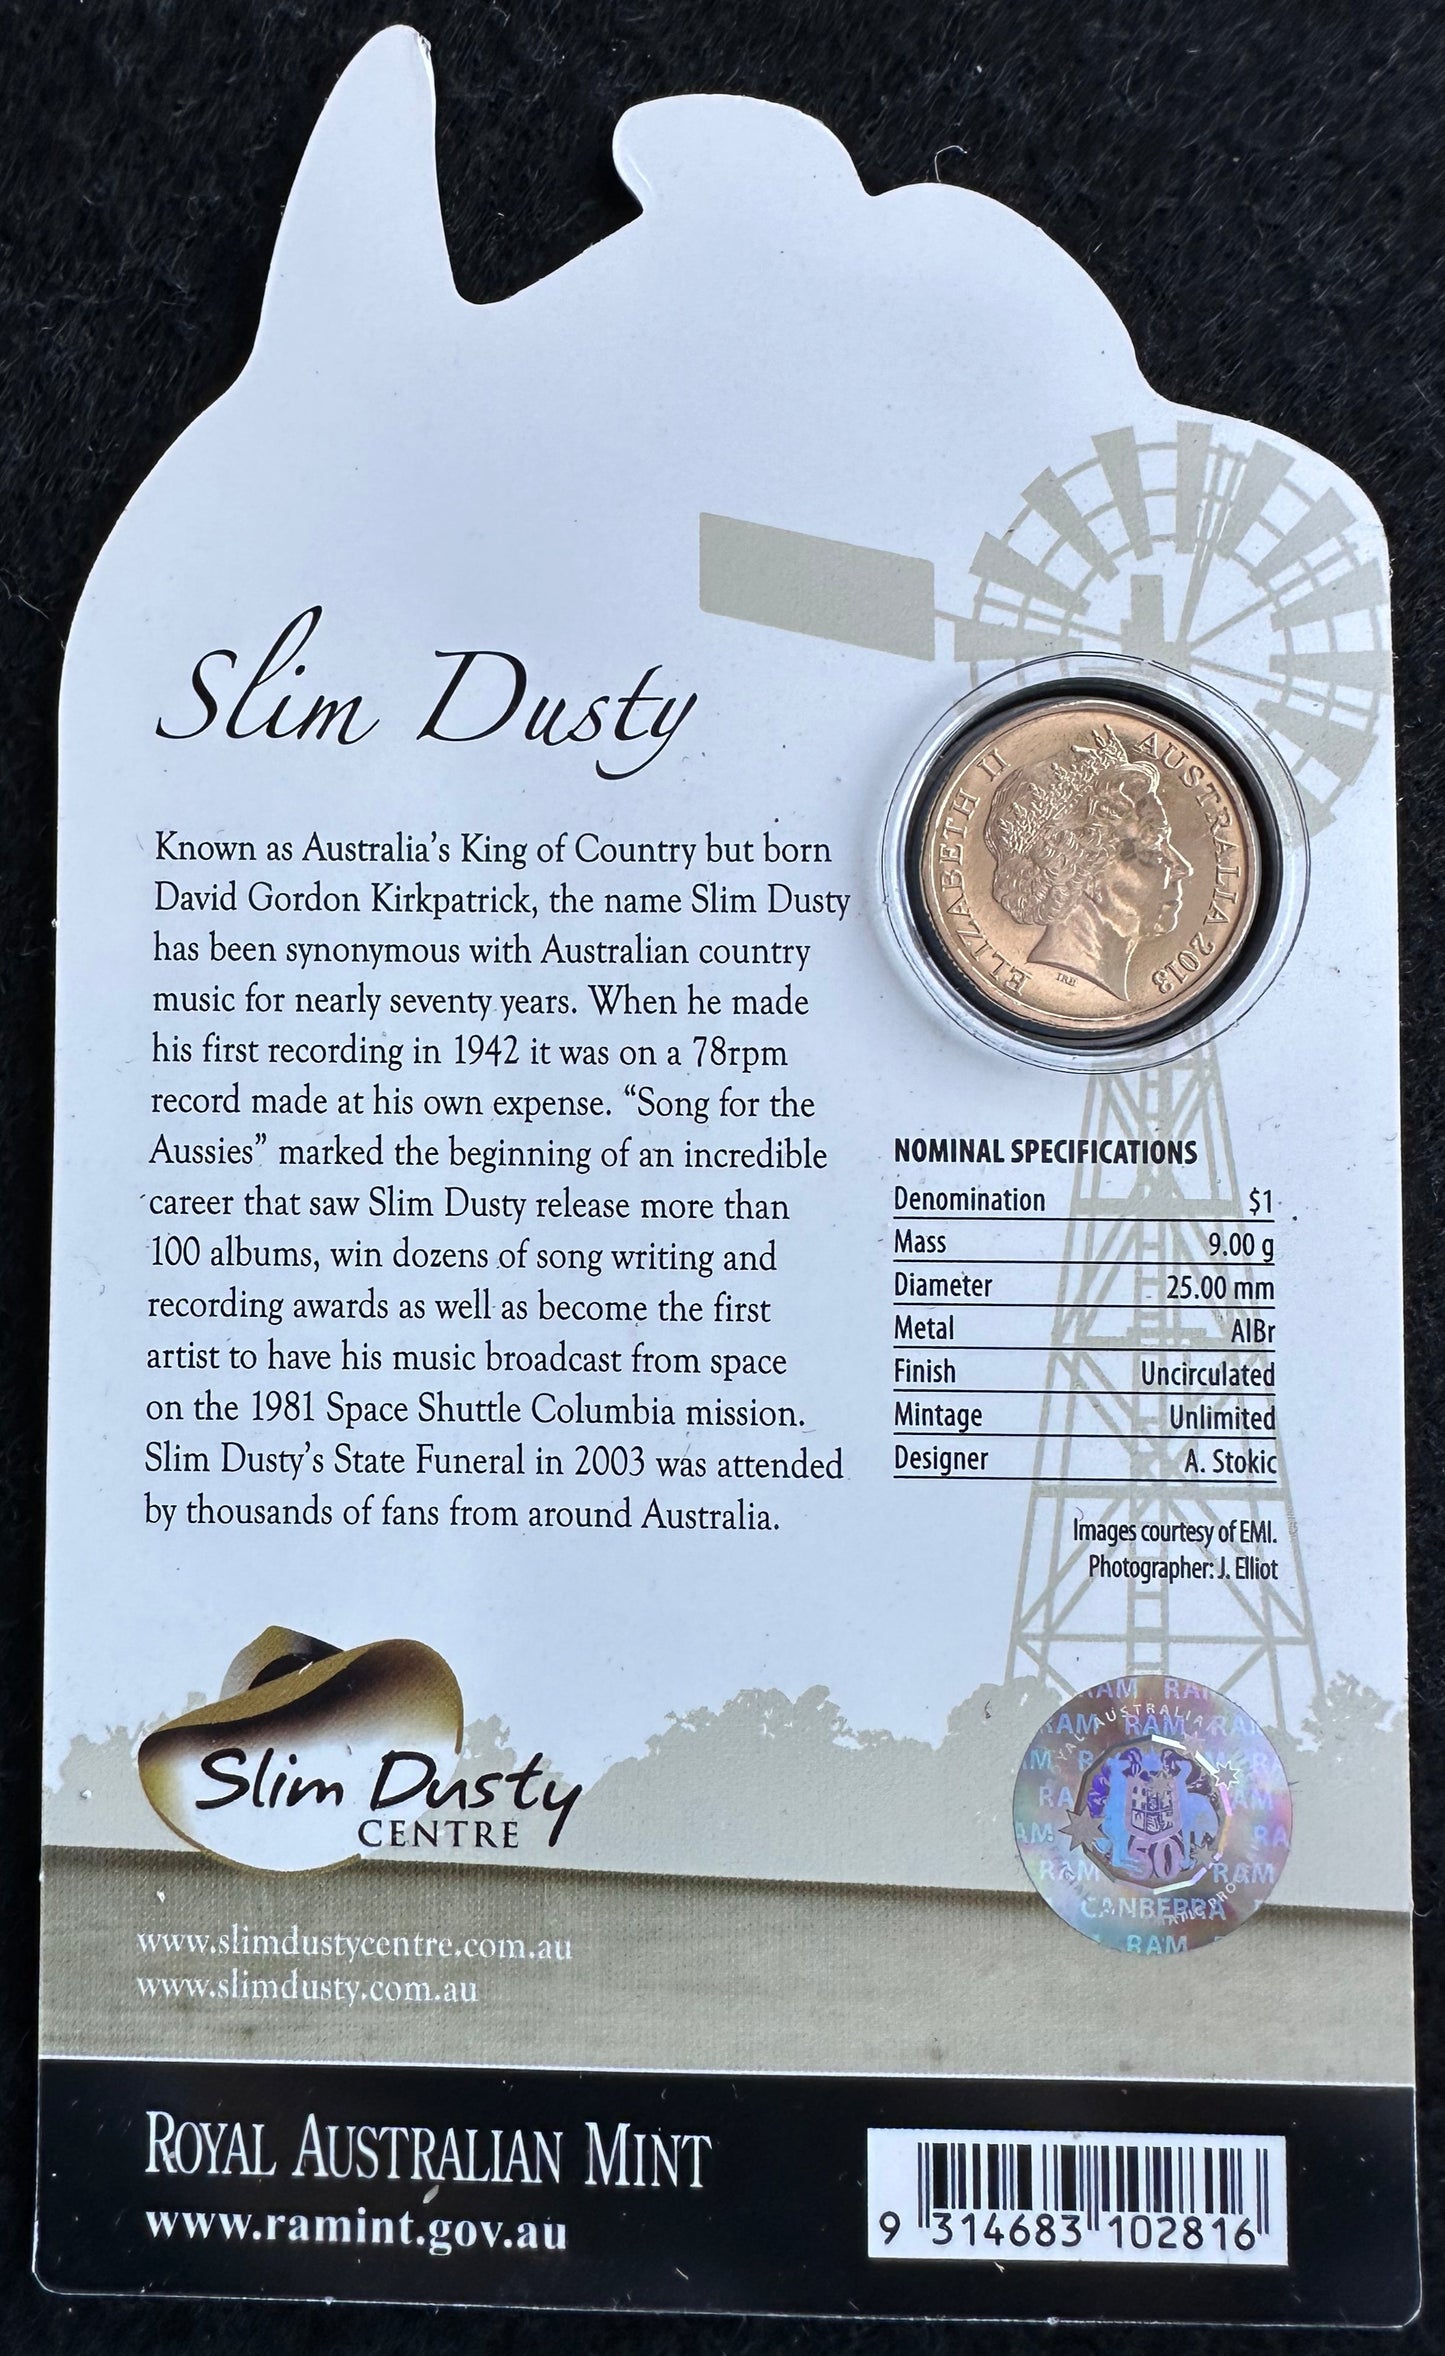 Slim Dusty
Known as Australia's King of Country but born
David Gordon Kirkpatrick, the name Slim Dusty
has been synonymous with Australian country
music for nearly seventy years. When he made
his first recording in 1942 it was on a 78rpm
record made at his own expense. “Song for the
Aussies” marked the beginning of an incredible
career that saw Slim Dusty release more than
100 albums, win dozens of song writing and
recording awards as well as become the first
artist to have his music broadcast from space
on the 1981 Space Shuttle Columbia mission.
Slim Dusty's State Funeral in 2003 was attended
by thousands of fans from around Australia.
ELIZABETH II AUSTRALIA 2013
IRB
NOMINAL SPECIFICATIONS
Denomination $1
Mass 9.00 g
Diameter 25.00 mm
Metal AlBr
Finish Uncirculated
Mintage Unlimited
Designer A. Stokic
Images courtesy of EMI.
Photographer: J. Elliot
Slim Dusty
CENTRE
RAM RAM
AUSTRALIA
50
RAM RAM
CANBERRA
RAM
www.slimdustycentre.com.au
www.slimdusty.com.au
ROYAL AUSTRALIAN MINT
www.ramint.gov.au
9 314683 102816